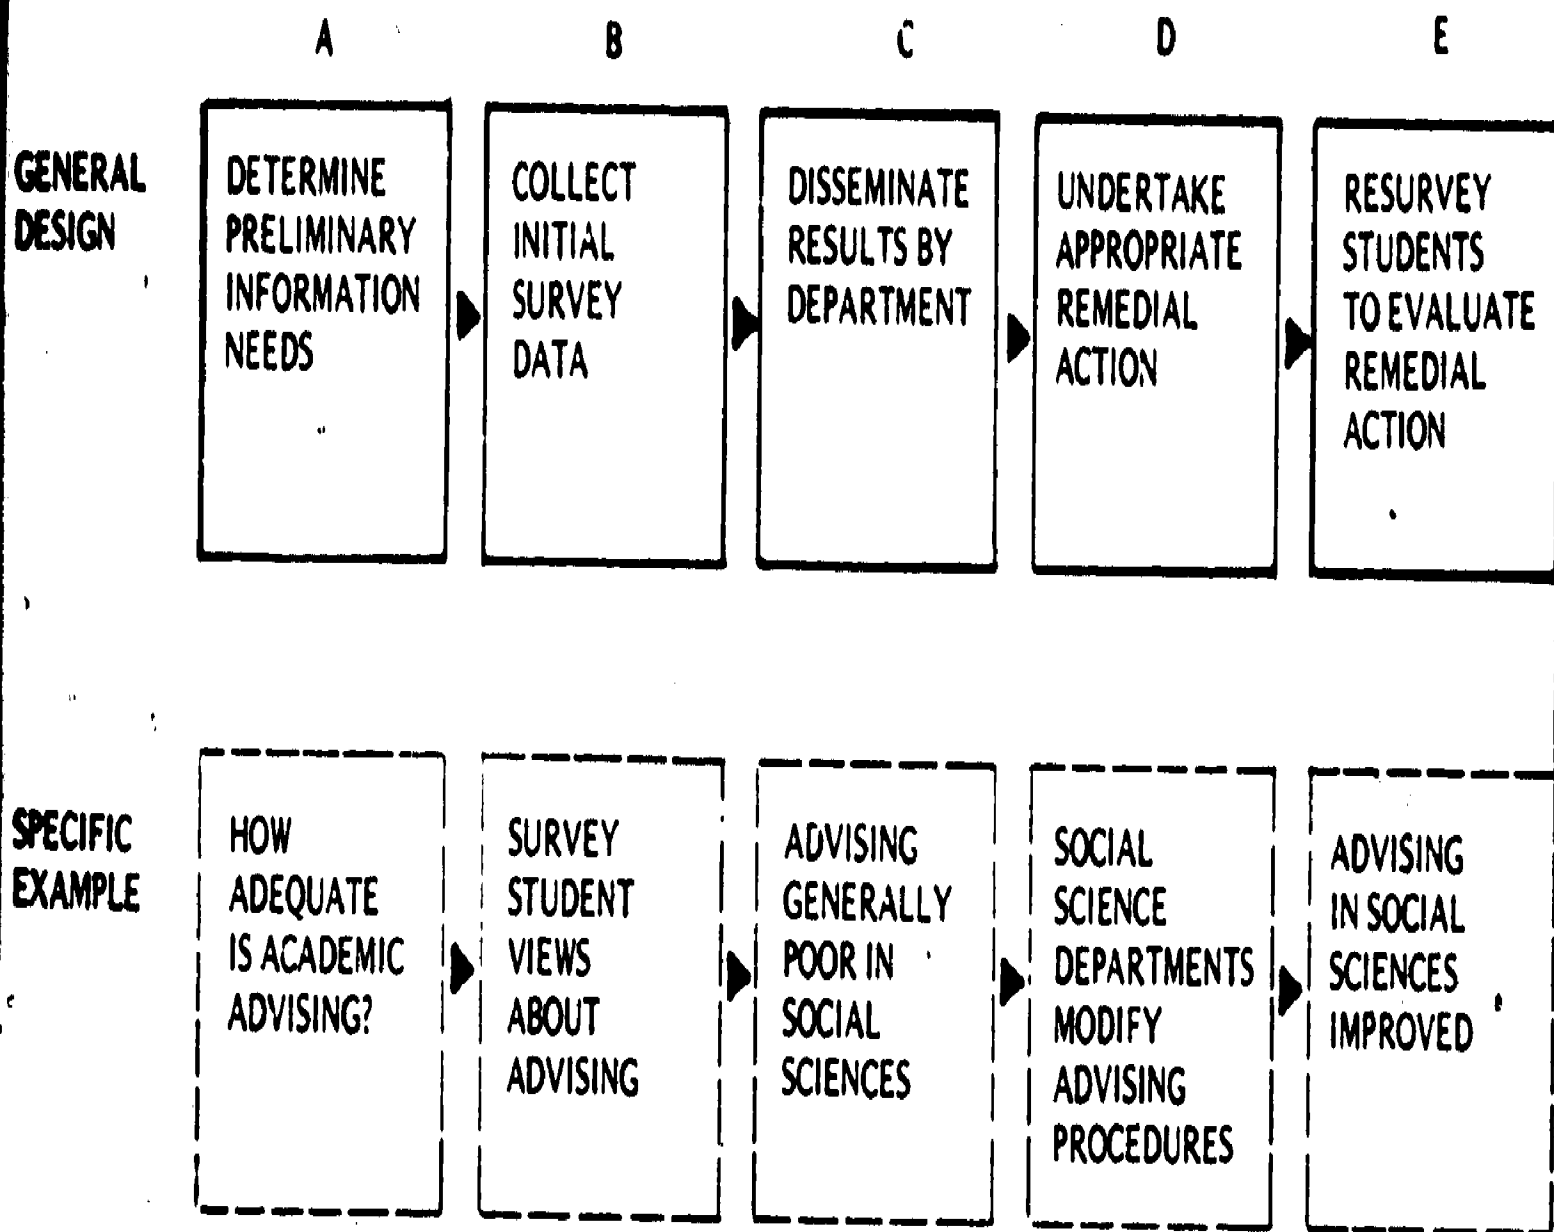 A B C D E
GENERAL
DESIGN
DETERMINE
PRELIMINARY
INFORMATION
NEEDS
COLLECT
INITIAL
SURVEY
DATA
DISSEMINATE
RESULTS BY
DEPARTMENT
UNDERTAKE
APPROPRIATE
REMEDIAL
ACTION
RESURVEY
STUDENTS
TO EVALUATE
REMEDIAL
ACTION
SPECIFIC
EXAMPLE
HOW
ADEQUATE
IS ACADEMIC
ADVISING?
SURVEY
STUDENT
VIEWS
ABOUT
ADVISING
ADVISING
GENERALLY
POOR IN
SOCIAL
SCIENCES
SOCIAL
SCIENCE
DEPARTMENTS
MODIFY
ADVISING
PROCEDURES
ADVISING
IN SOCIAL
SCIENCES
IMPROVED